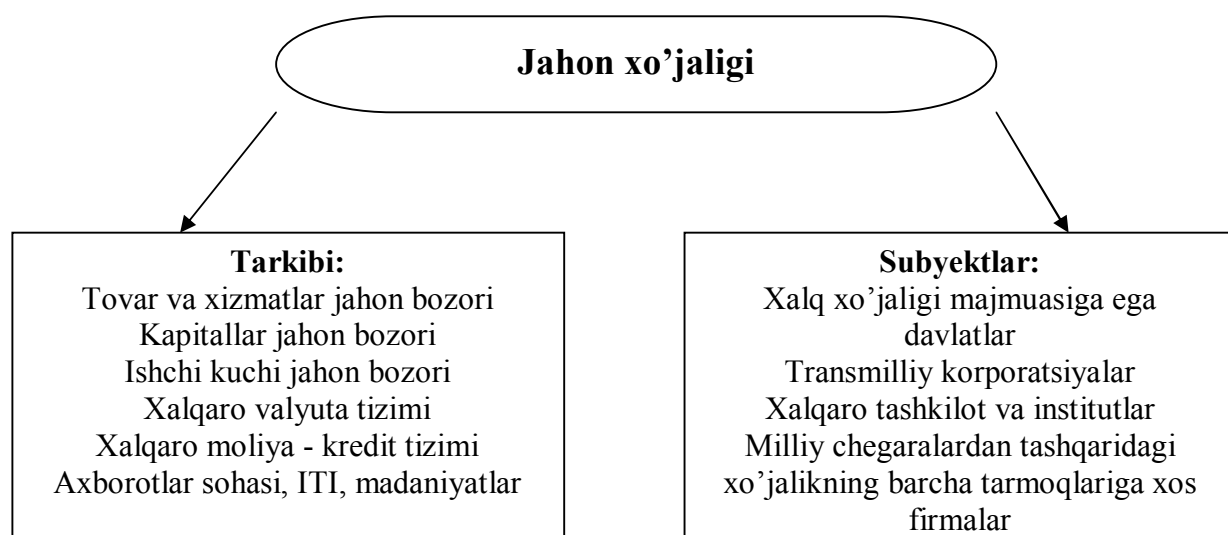 Jahon xo’jaligi
Tarkibi:
Tovar va xizmatlar jahon bozori
Kapitallar jahon bozori
Ishchi kuchi jahon bozori
Xalqaro valyuta tizimi
Xalqaro moliya - kredit tizimi
Axborotlar sohasi, ITI, madaniyatlar
Subyektlar:
Xalq xo’jaligi majmuasiga ega
davlatlar
Transmilliy korporatsiyalar
Xalqaro tashkilot va institutlar
Milliy chegaralardan tashqaridagi
xo’jalikning barcha tarmoqlariga xos
firmalar